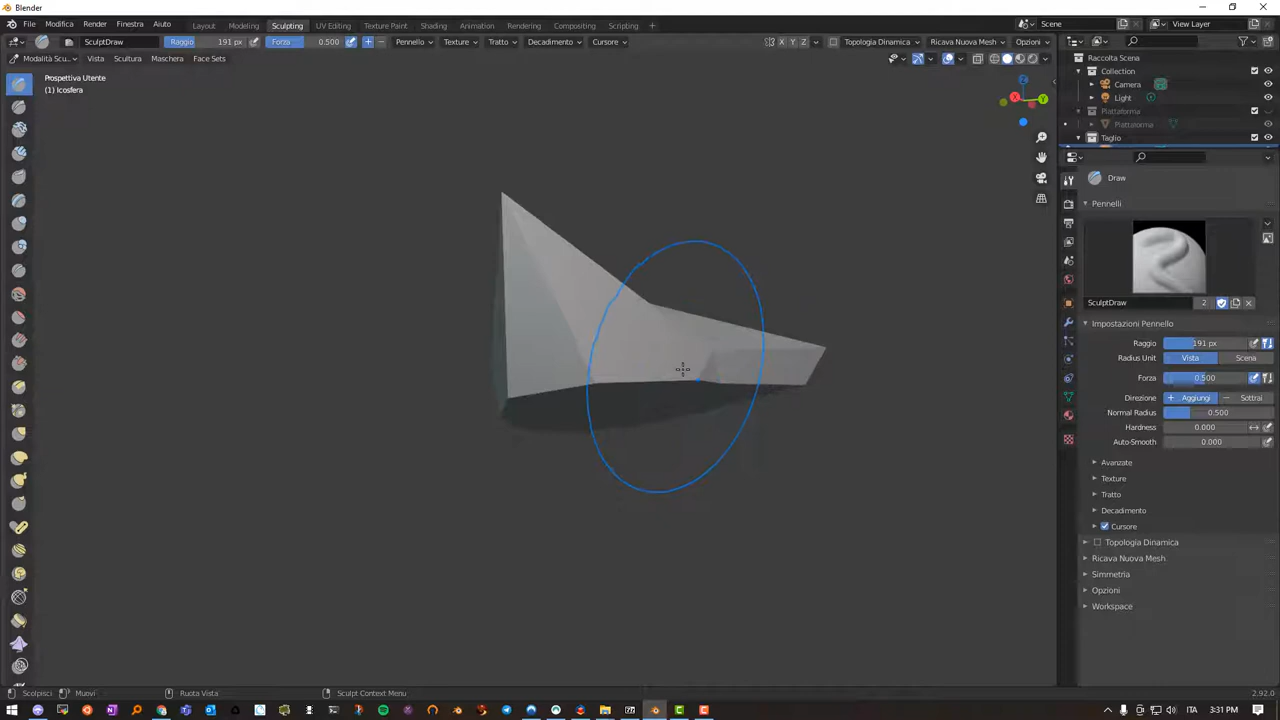 Blender
File Modifica Render Finestra Aiuto Layout Modeling Sculpting UV Editing Texture Paint Shading Animation Rendering Compositing Scripting + Scene View Layer
SculptDraw Raggio 191 px Forza 0.500 + − Pennello Texture Tratto Decadimento Cursore X Y Z Topologia Dinamica Ricava Nuova Mesh Opzioni
Modalità Scu... Vista Scultura Maschera Face Sets
Prospettiva Utente
(1) Icosfera
Z
X Y
Raccolta Scena
Collection
Camera
Light
Piattaforma
Piattaforma
Taglio
Draw
Pennelli
SculptDraw 2
Impostazioni Pennello
Raggio 191 px
Radius Unit Vista Scena
Forza 0.500
Direzione + Aggiungi − Sottrai
Normal Radius 0.500
Hardness 0.000
Auto-Smooth 0.000
Avanzate
Texture
Tratto
Decadimento
Cursore
Topologia Dinamica
Ricava Nuova Mesh
Simmetria
Opzioni
Workspace
Scolpisci Muovi Ruota Vista Sculpt Context Menu 2.92.0
ITA 3:31 PM